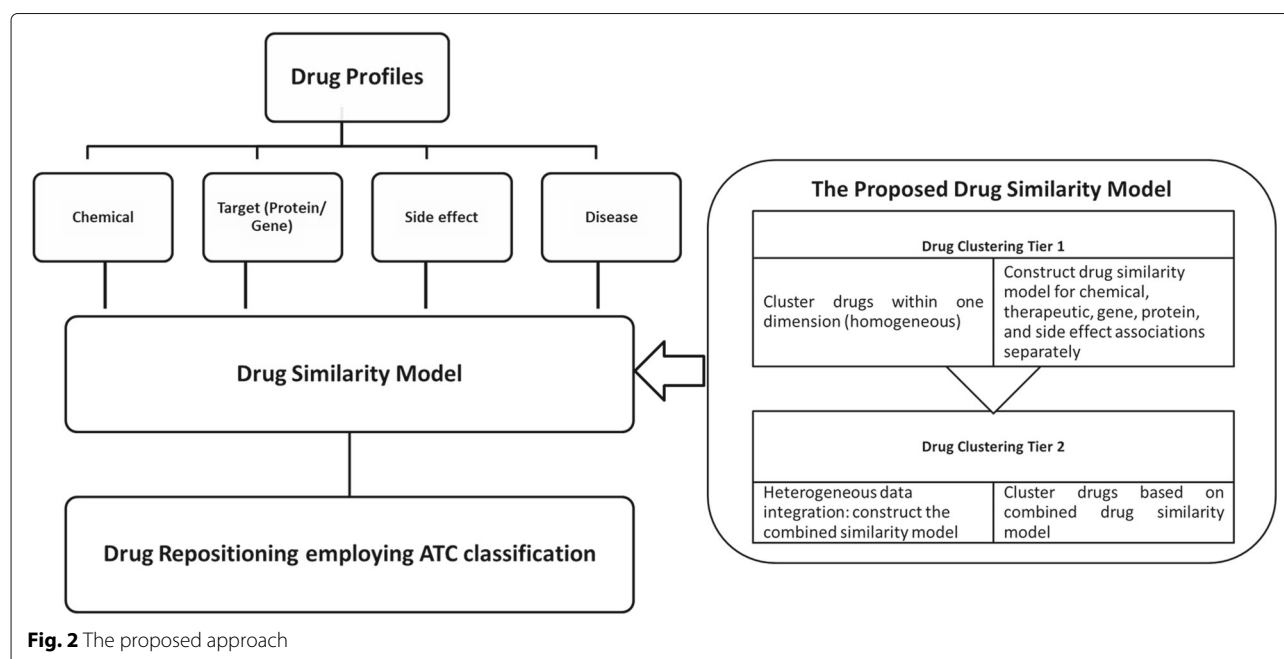 Drug Profiles
Chemical
Target (Protein/
Gene)
Side effect
Disease
Drug Similarity Model
Drug Repositioning employing ATC classification
The Proposed Drug Similarity Model
Drug Clustering Tier 1
Cluster drugs within one
dimension (homogeneous)
Construct drug similarity
model for chemical,
therapeutic, gene, protein,
and side effect associations
separately
Drug Clustering Tier 2
Heterogeneous data
integration: construct the
combined similarity model
Cluster drugs based on
combined drug similarity
model
Fig. 2 The proposed approach